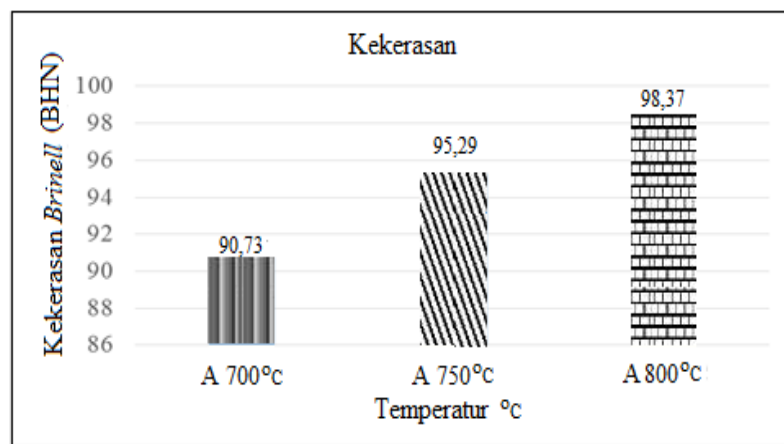 Kekerasan
Kekerasan Brinell (BHN)
100
98
96
94
92
90
88
86
90,73
95,29
98,37
A 700°C
A 750°C
A 800°C
Temperatur °C